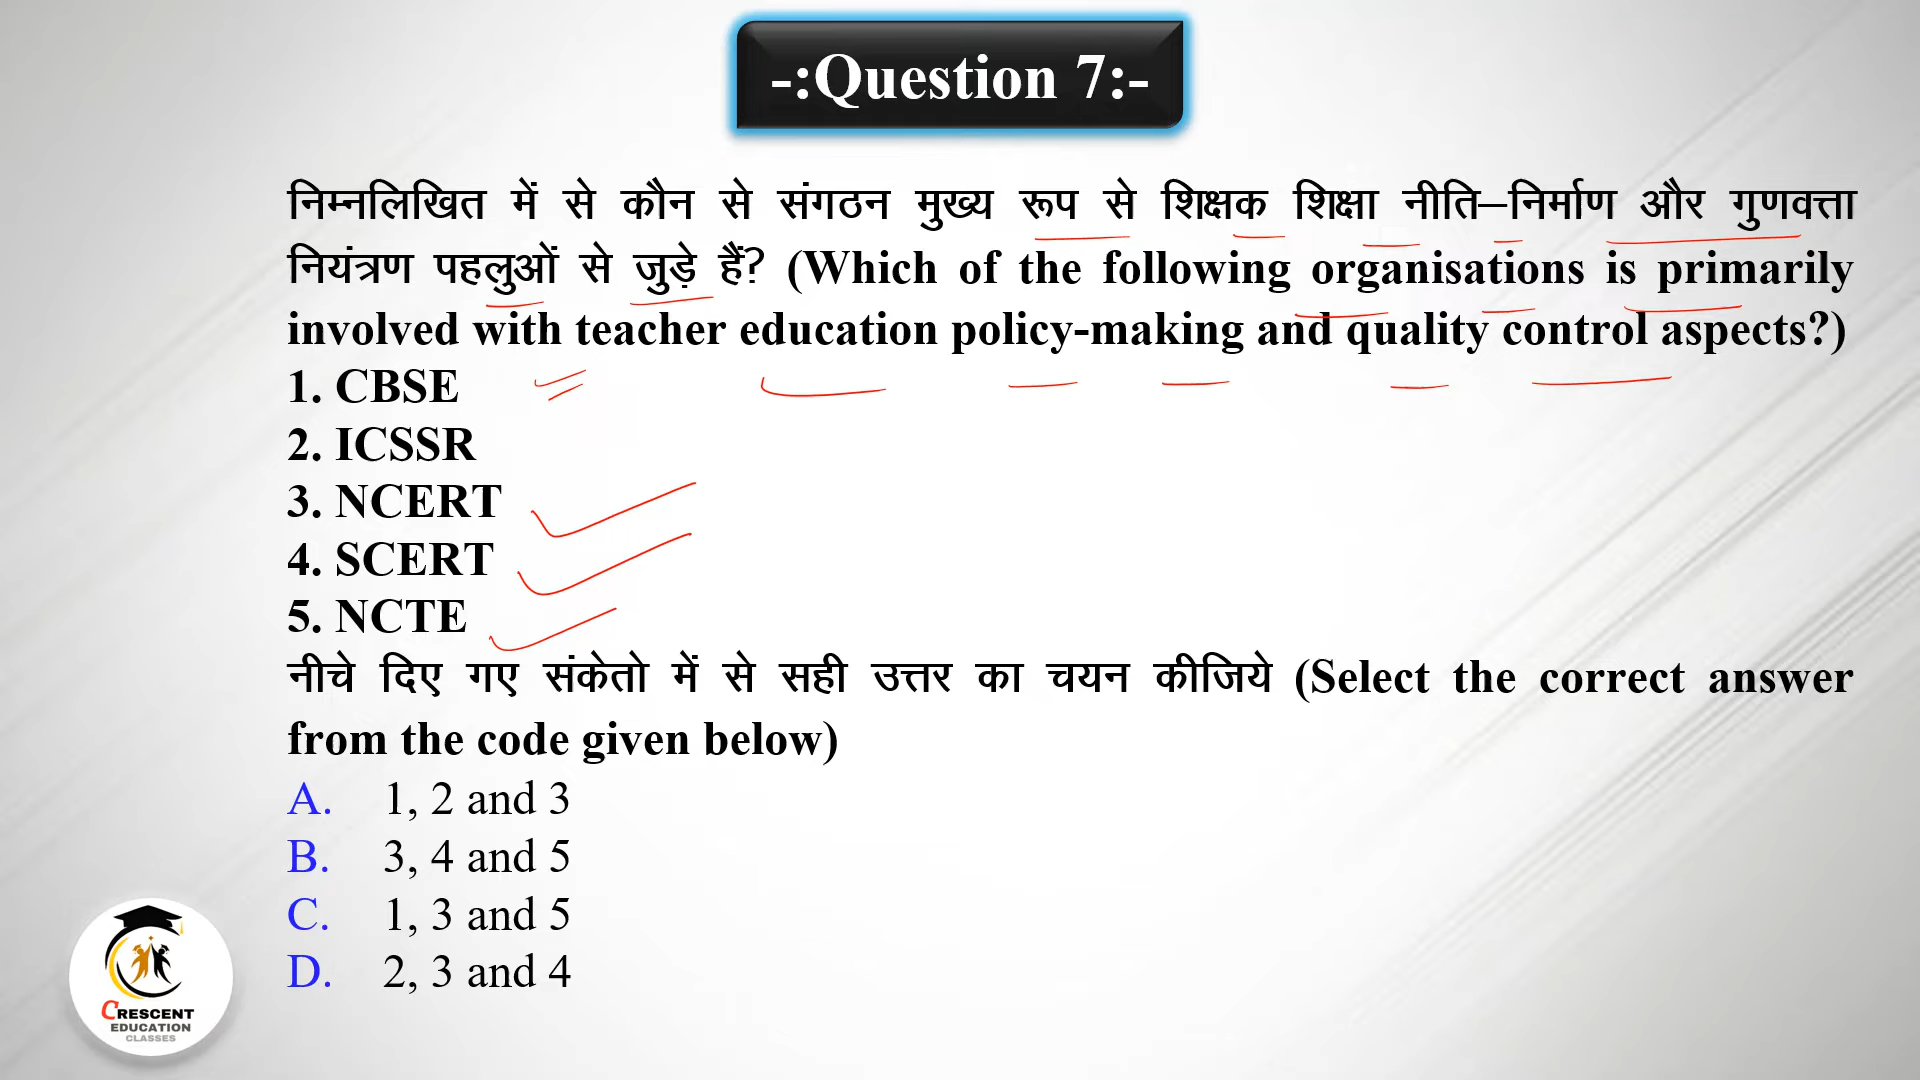 -:Question 7:-
निम्नलिखित में से कौन से संगठन मुख्य रूप से शिक्षक शिक्षा नीति–निर्माण और गुणवत्ता
नियंत्रण पहलुओं से जुड़े हैं? (Which of the following organisations is primarily
involved with teacher education policy-making and quality control aspects?)
1. CBSE
2. ICSSR
3. NCERT
4. SCERT
5. NCTE
नीचे दिए गए संकेतो में से सही उत्तर का चयन कीजिये (Select the correct answer
from the code given below)
A. 1, 2 and 3
B. 3, 4 and 5
C. 1, 3 and 5
D. 2, 3 and 4
CRESCENT
EDUCATION
CLASSES